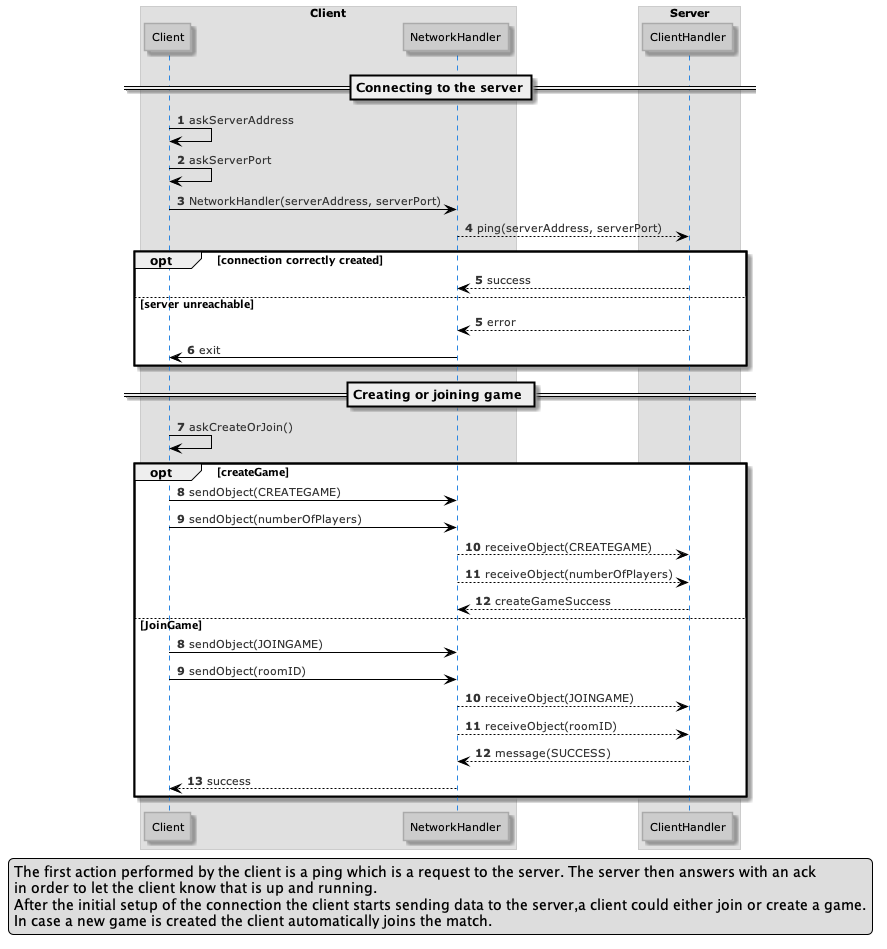 Client Server
Client NetworkHandler ClientHandler
Connecting to the server
1 askServerAddress
2 askServerPort
3 NetworkHandler(serverAddress, serverPort)
4 ping(serverAddress, serverPort)
opt [connection correctly created]
5 success
[server unreachable]
5 error
6 exit
Creating or joining game
7 askCreateOrJoin()
opt [createGame]
8 sendObject(CREATEGAME)
9 sendObject(numberOfPlayers)
10 receiveObject(CREATEGAME)
11 receiveObject(numberOfPlayers)
12 createGameSuccess
[JoinGame]
8 sendObject(JOINGAME)
9 sendObject(roomID)
10 receiveObject(JOINGAME)
11 receiveObject(roomID)
12 message(SUCCESS)
13 success
Client NetworkHandler ClientHandler
The first action performed by the client is a ping which is a request to the server. The server then answers with an ack
in order to let the client know that is up and running.
After the initial setup of the connection the client starts sending data to the server,a client could either join or create a game.
In case a new game is created the client automatically joins the match.